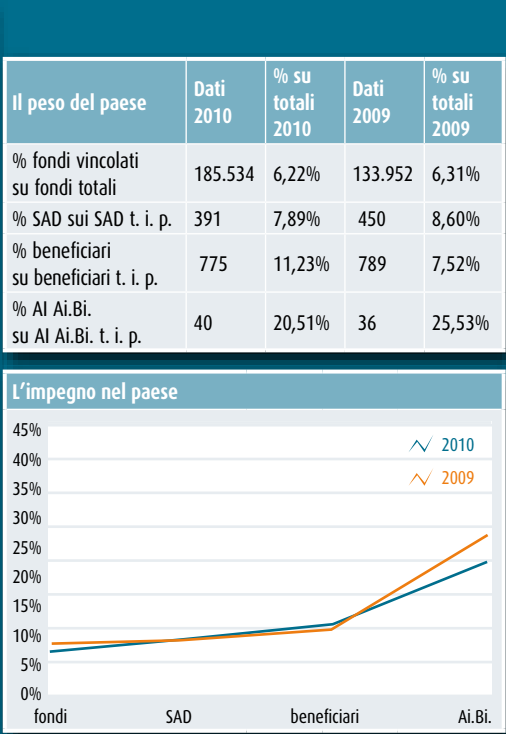 Il peso del paese Dati 2010 % su totali 2010 Dati 2009 % su totali 2009
% fondi vincolati
su fondi totali 185.534 6,22% 133.952 6,31%
% SAD sui SAD t. i. p. 391 7,89% 450 8,60%
% beneficiari
su beneficiari t. i. p. 775 11,23% 789 7,52%
% AI Ai.Bi.
su AI Ai.Bi. t. i. p. 40 20,51% 36 25,53%
L'impegno nel paese
45%
40%
35%
30%
25%
20%
15%
10%
5%
0%
2010
2009
fondi SAD beneficiari Ai.Bi.